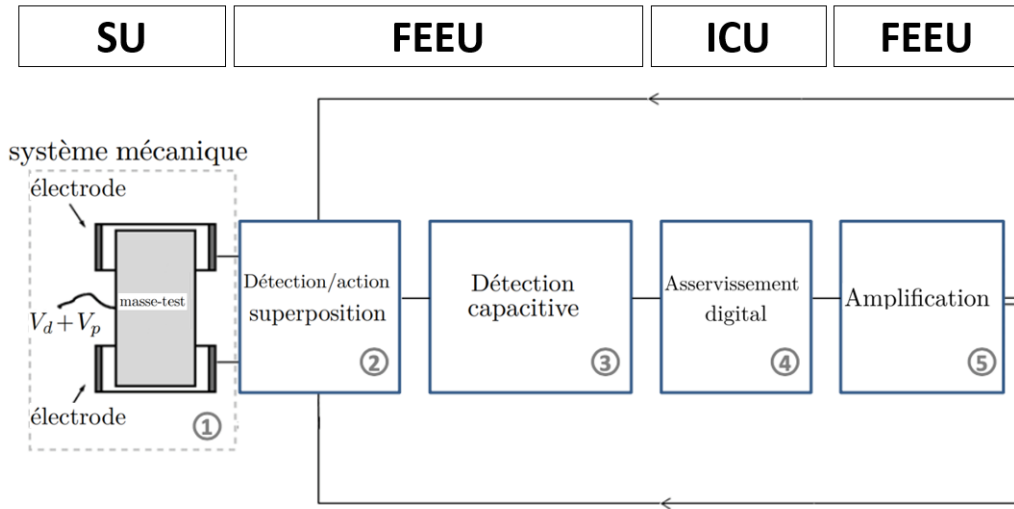 SU
FEEU
ICU
FEEU
système mécanique
électrode
masse-test
V_d + V_p
électrode
①
Détection/action
superposition
②
Détection
capacitive
③
Asservissement
digital
④
Amplification
⑤